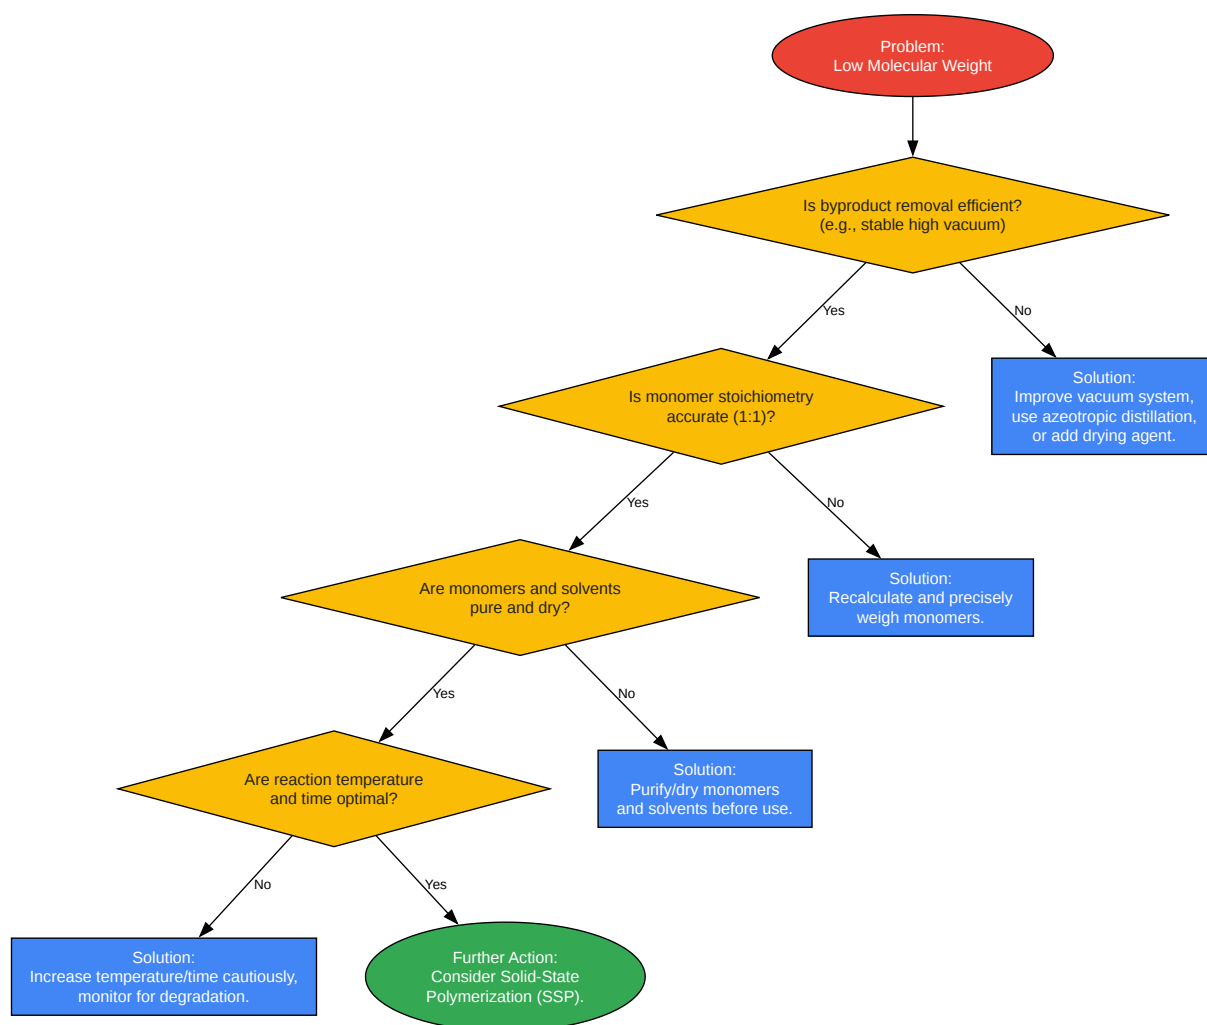 Problem:
Low Molecular Weight
Is byproduct removal efficient?
(e.g., stable high vacuum)
Yes
No
Is monomer stoichiometry
accurate (1:1)?
Solution:
Improve vacuum system,
use azeotropic distillation,
or add drying agent.
Yes
No
Are monomers and solvents
pure and dry?
Solution:
Recalculate and precisely
weigh monomers.
Yes
No
Are reaction temperature
and time optimal?
Solution:
Purify/dry monomers
and solvents before use.
No
Yes
Solution:
Increase temperature/time cautiously,
monitor for degradation.
Further Action:
Consider Solid-State
Polymerization (SSP).